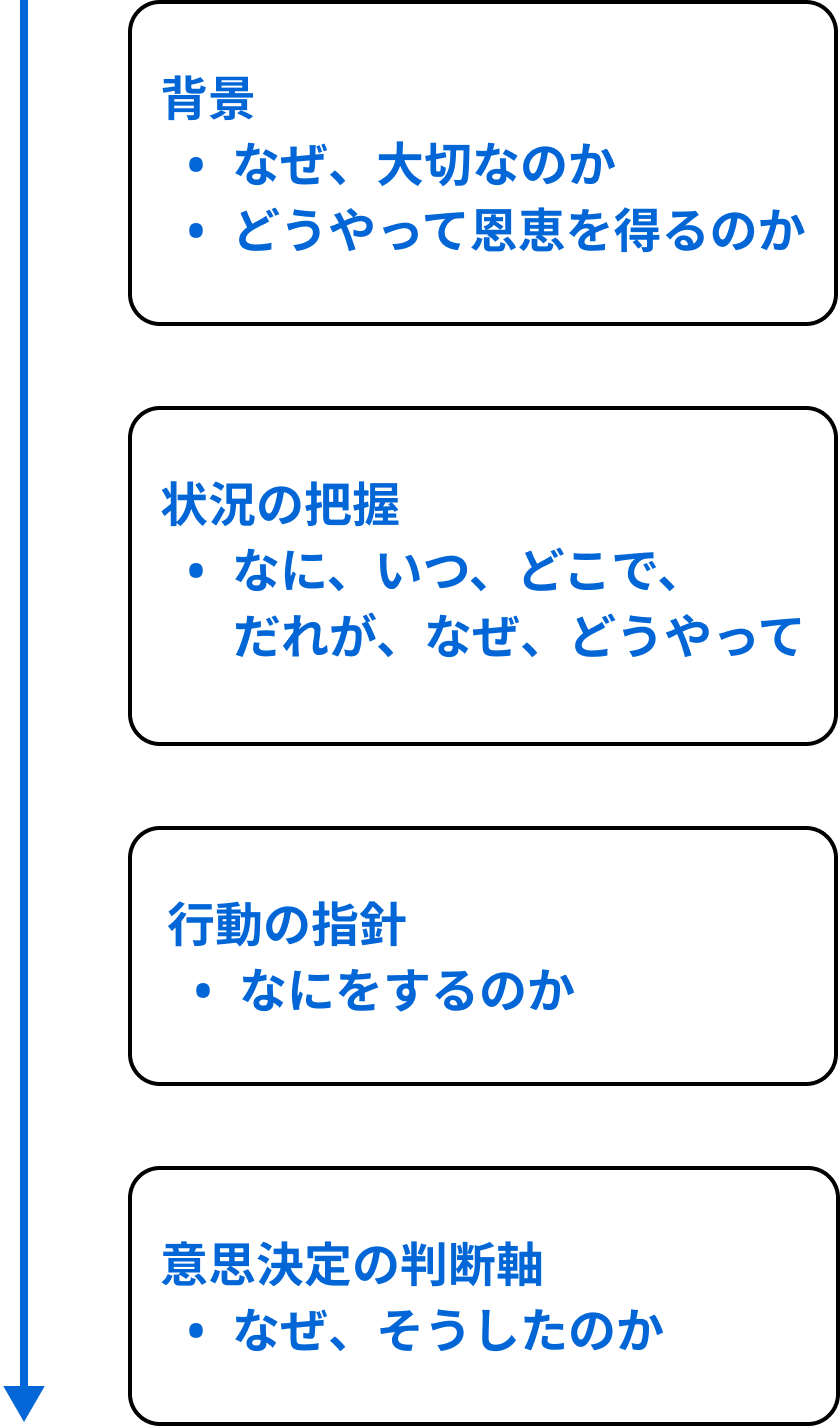 背景
• なぜ、大切なのか
• どうやって恩恵を得るのか
状況の把握
• なに、いつ、どこで、
だれが、なぜ、どうやって
行動の指針
• なにをするのか
意思決定の判断軸
• なぜ、そうしたのか